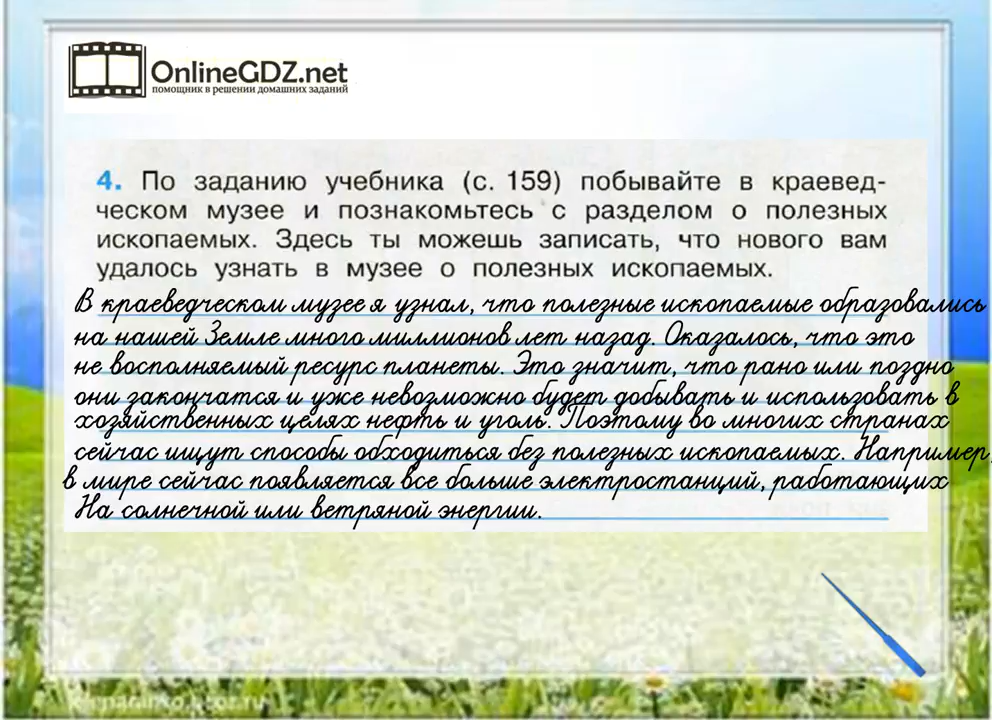 OnlineGDZ.net
помощник в решении домашних заданий
4. По заданию учебника (с. 159) побывайте в краевед-
ческом музее и познакомьтесь с разделом о полезных
ископаемых. Здесь ты можешь записать, что нового вам
удалось узнать в музее о полезных ископаемых.
В краеведческом музее я узнал, что полезные ископаемые образовались
на нашей Земле много миллионов лет назад. Оказалось, что это
не восполняемый ресурс планеты. Это значит, что рано или поздно
они закончатся и уже невозможно будет добывать и использовать в
хозяйственных целях нефть и уголь. Поэтому во многих странах
сейчас ищут способы обходиться без полезных ископаемых. Например,
в мире сейчас появляется все больше электростанций, работающих
На солнечной или ветряной энергии.